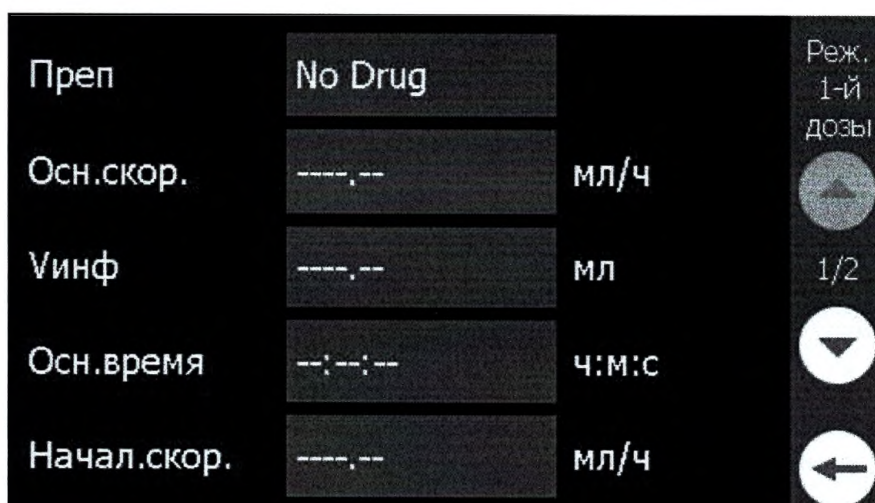 Преп No Drug
Осн.скор. ----.-- мл/ч
Vинф ----.-- мл
Осн.время --:--:-- ч:м:с
Начал.скор. ----.-- мл/ч
Реж.
1-й
дозы
1/2